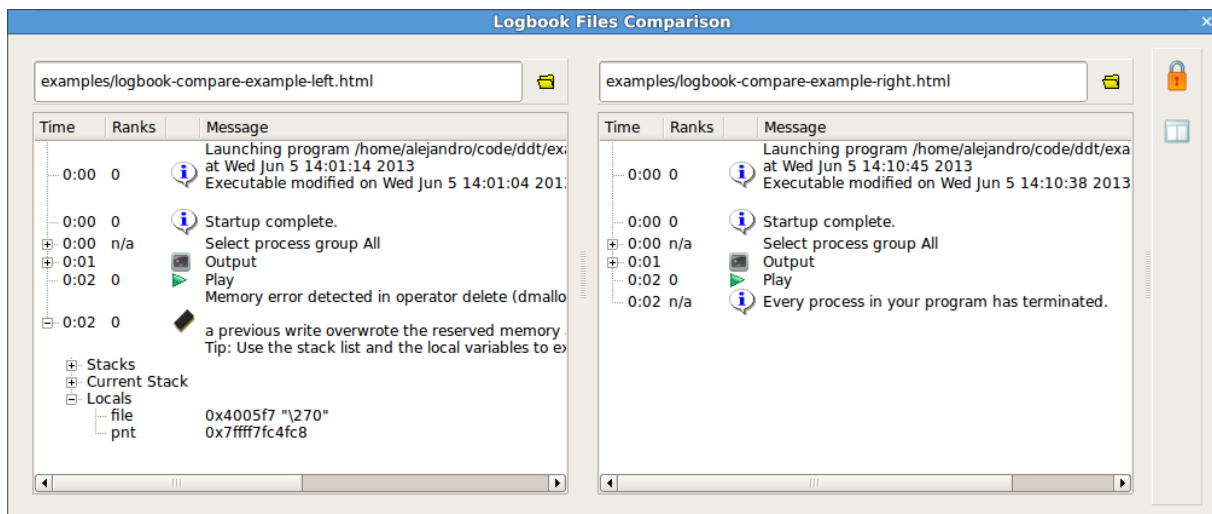 Logbook Files Comparison
examples/logbook-compare-example-left.html
Time Ranks Message
Launching program /home/alejandro/code/ddt/exa
0:00 0 at Wed Jun 5 14:01:14 2013
Executable modified on Wed Jun 5 14:01:04 201
0:00 0 Startup complete.
0:00 n/a Select process group All
0:01 Output
0:02 0 Play
Memory error detected in operator delete (dmallo
0:02 0
a previous write overwrote the reserved memory
Tip: Use the stack list and the local variables to ex
Stacks
Current Stack
Locals
file 0x4005f7 "\270"
pnt 0x7ffff7fc4fc8
examples/logbook-compare-example-right.html
Time Ranks Message
Launching program /home/alejandro/code/ddt/exa
0:00 0 at Wed Jun 5 14:10:45 2013
Executable modified on Wed Jun 5 14:10:38 2013
0:00 0 Startup complete.
0:00 n/a Select process group All
0:01 Output
0:02 0 Play
0:02 n/a Every process in your program has terminated.